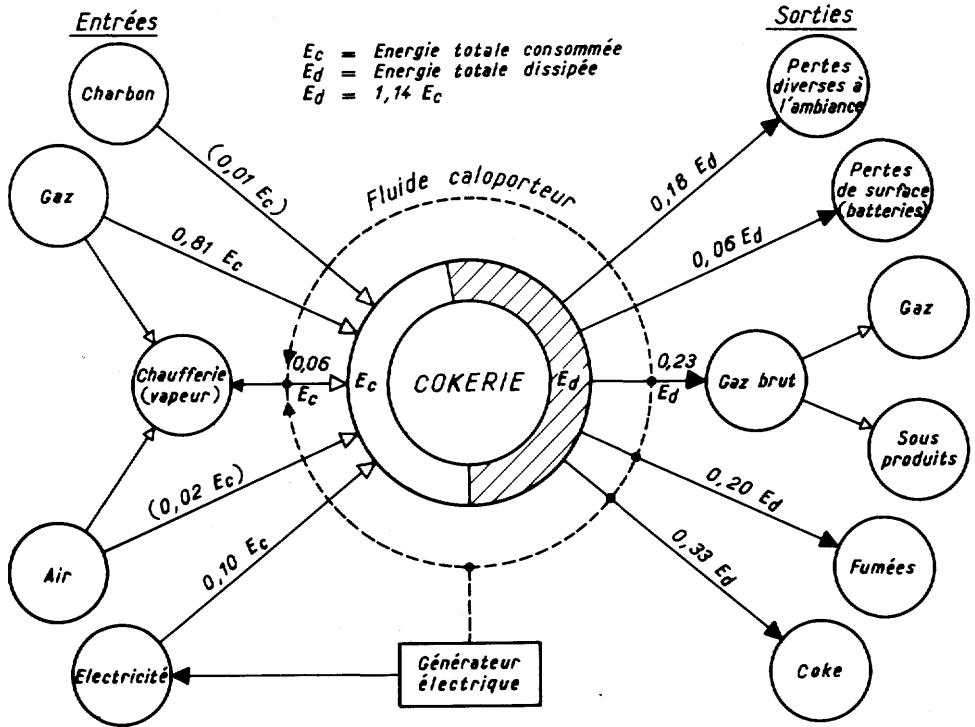 Entrées
Sorties
Ec = Energie totale consommée
Ed = Energie totale dissipée
Ed = 1,14 Ec
Charbon
Gaz
Chaufferie
(vapeur)
Air
Electricité
(0,01 Ec)
0,81 Ec
0,06
Ec
(0,02 Ec)
0,10 Ec
Fluide caloporteur
Ec
COKERIE
Ed
Générateur
électrique
0,18 Ed
0,06 Ed
0,23
Ed
0,20 Ed
0,33 Ed
Pertes
diverses à
l'ambiance
Pertes
de surface
(batteries)
Gaz brut
Gaz
Sous
produits
Fumées
Coke